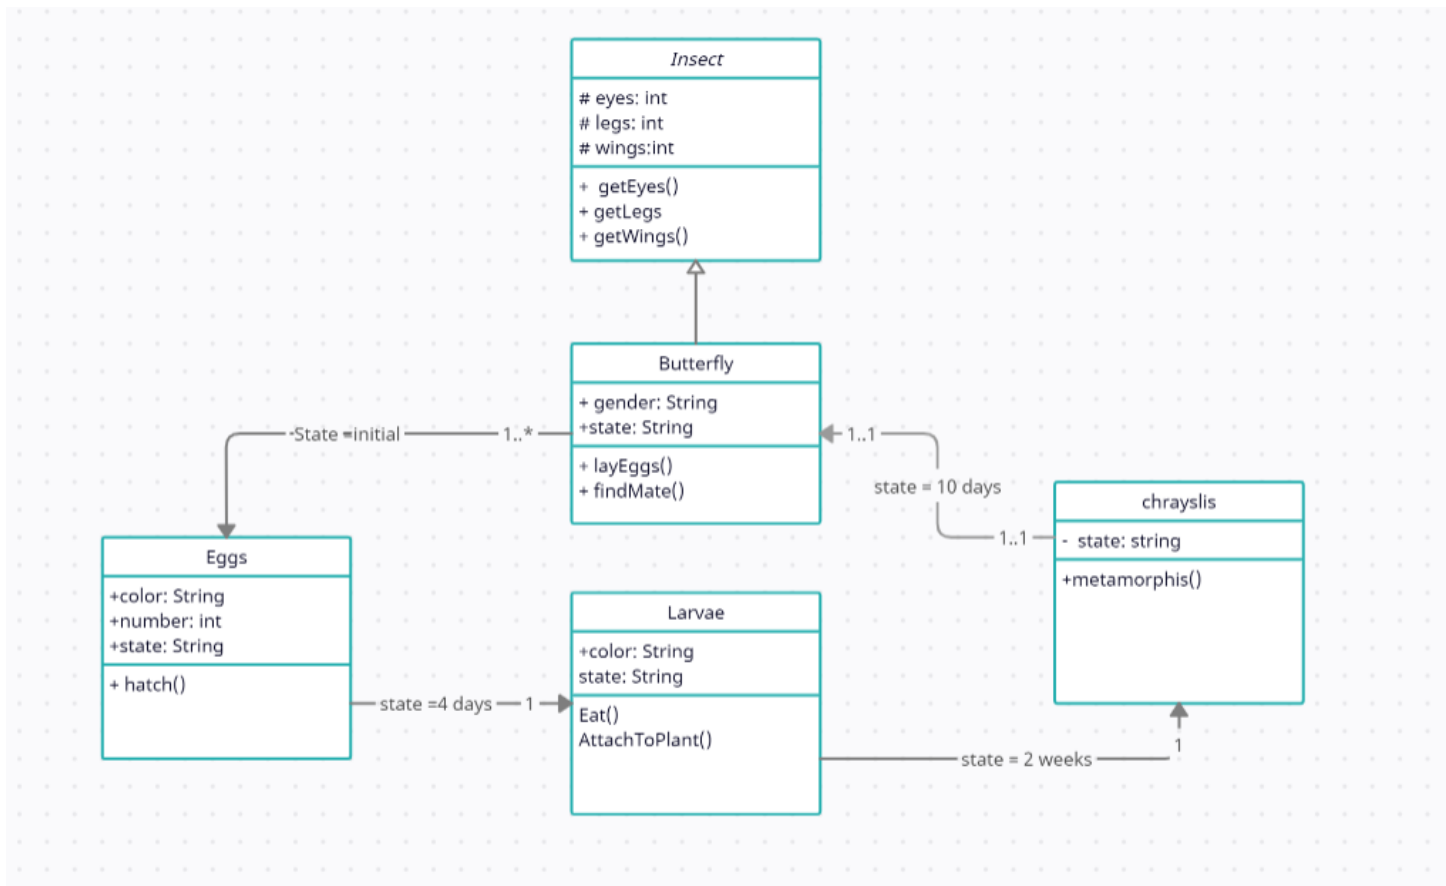 Insect
# eyes: int
# legs: int
# wings:int
+  getEyes()
+ getLegs
+ getWings()
Butterfly
+ gender: String
+state: String
+ layEggs()
+ findMate()
-State =initial
1..*
1..1
state = 10 days
1..1
chrayslis
-  state: string
+metamorphis()
Eggs
+color: String
+number: int
+state: String
+ hatch()
state =4 days
1
Larvae
+color: String
state: String
Eat()
AttachToPlant()
state = 2 weeks
1